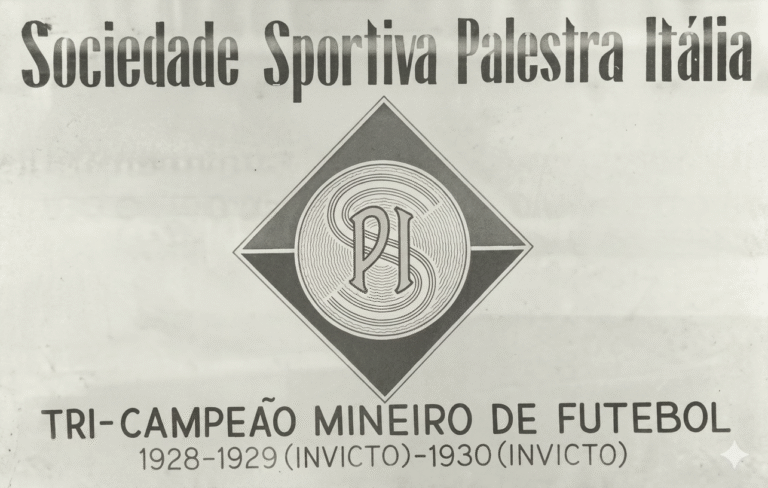 Sociedade Sportiva Palestra Itália
SPI
TRI-CAMPEÃO MINEIRO DE FUTEBOL
1928-1929 (INVICTO)-1930 (INVICTO)